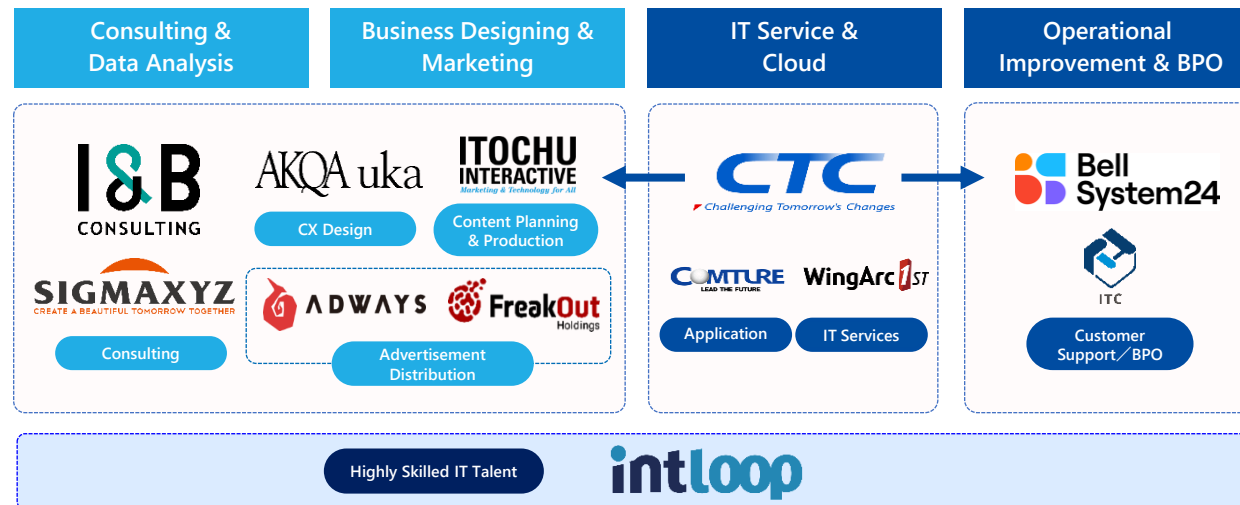 Consulting &
Data Analysis
Business Designing &
Marketing
IT Service &
Cloud
Operational
Improvement & BPO
I&B
CONSULTING
AKQA uka
CX Design
ITOCHU
INTERACTIVE
Marketing & Technology for All
Content Planning
& Production
SIGMAXYZ
CREATE A BEAUTIFUL TOMORROW TOGETHER
Consulting
ADWAYS
FreakOut
Holdings
Advertisement
Distribution
CTC
Challenging Tomorrow's Changes
COMTURE
LEAD THE FUTURE
Application
WingArc1ST
IT Services
Bell
System24
ITC
Customer
Support／BPO
Highly Skilled IT Talent
intloop